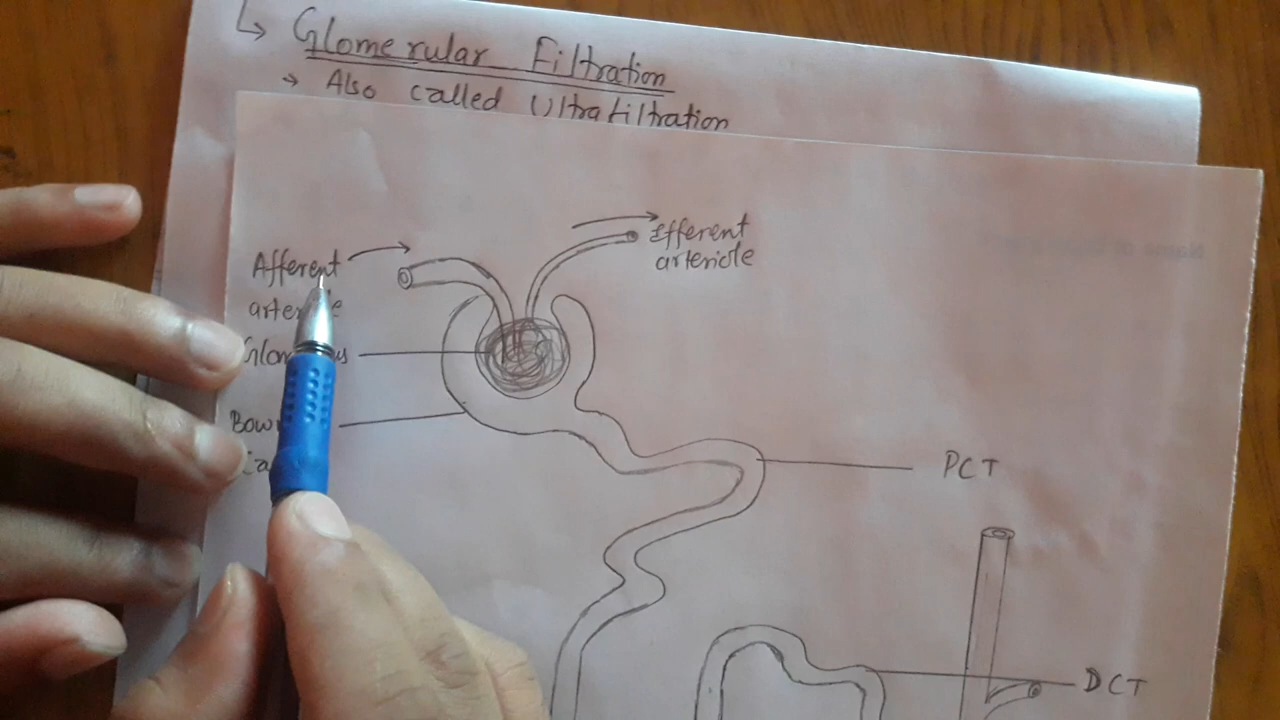 ↳ Glomerular Filtration
→ Also called Ultrafiltration
Afferent
Efferent
arteriole
PCT
DCT